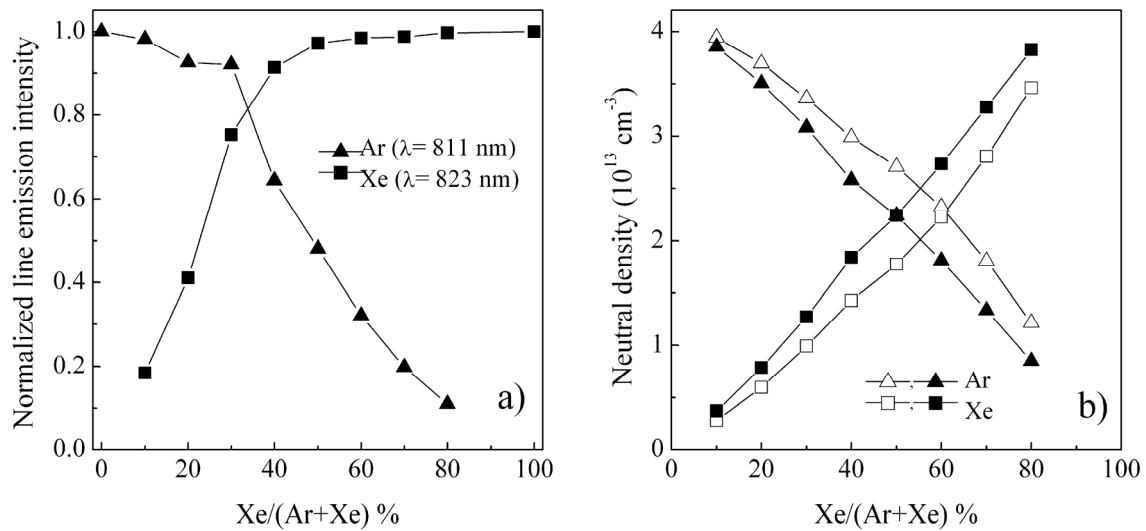 Normalized line emission intensity
1.0
0.8
0.6
0.4
0.2
0.0
Ar (λ= 811 nm)
Xe (λ= 823 nm)
a)
0 20 40 60 80 100
Xe/(Ar+Xe) %
Neutral density (10¹³ cm⁻³)
4
3
2
1
0
, Ar
, Xe
b)
0 20 40 60 80 100
Xe/(Ar+Xe) %